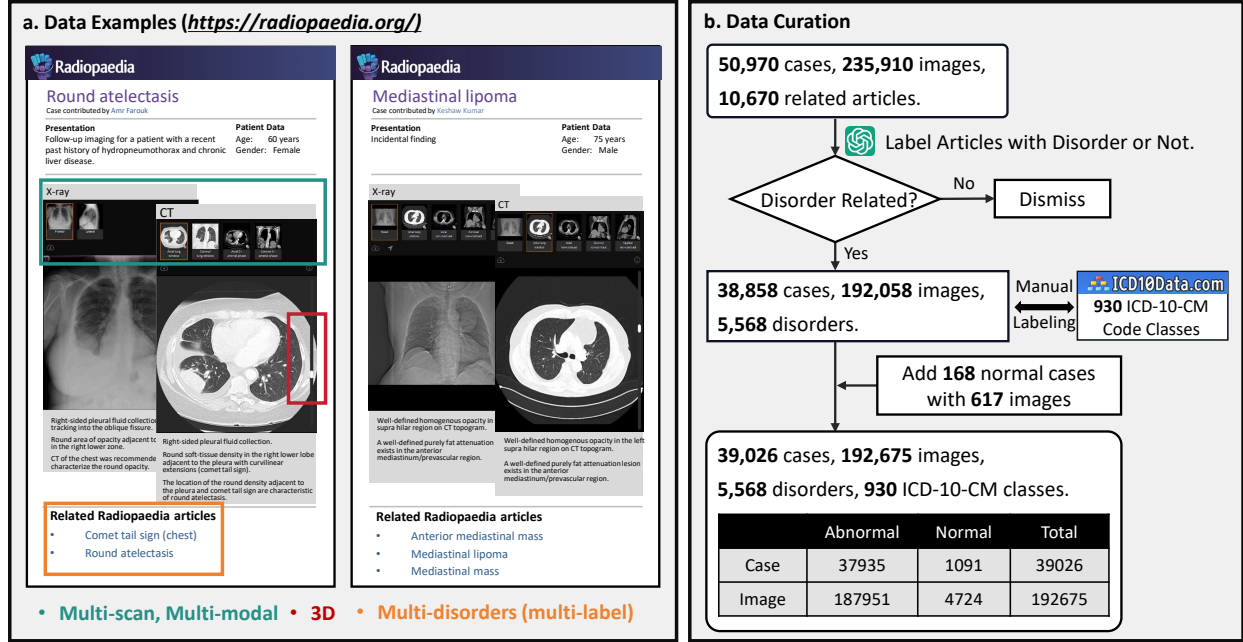 a. Data Examples (https://radiopaedia.org/)
Radiopaedia
Round atelectasis
Case contributed by Amr Farouk
Presentation
Follow-up imaging for a patient with a recent
past history of hydropneumothorax and chronic
liver disease.
Patient Data
Age: 60 years
Gender: Female
X-ray
Frontal
Lateral
CT
Right-sided pleural fluid collection
tracking into the oblique fissure.
Round area of opacity adjacent to
in the right lower zone.
CT of the chest was recommende
characterize the round opacity.
Right-sided pleural fluid collection.
Round soft-tissue density in the right lower lobe
adjacent to the pleura with curvilinear
extensions (comet tail sign).
The location of the round density adjacent to
the pleura and comet tail sign are characteristic
of round atelectasis.
Related Radiopaedia articles
• Comet tail sign (chest)
• Round atelectasis
Radiopaedia
Mediastinal lipoma
Case contributed by Keshaw Kumar
Presentation
Incidental finding
Patient Data
Age: 75 years
Gender: Male
X-ray
CT
Well-defined homogenous opacity in
supra hilar region on CT topogram.
A well-defined purely fat attenuation
exists in the anterior
mediastinum/prevascular region.
Well-defined homogenous opacity in the left
supra hilar region on CT topogram.
A well-defined purely fat attenuation lesion
exists in the anterior
mediastinum/prevascular region.
Related Radiopaedia articles
• Anterior mediastinal mass
• Mediastinal lipoma
• Mediastinal mass
• Multi-scan, Multi-modal • 3D • Multi-disorders (multi-label)
b. Data Curation
50,970 cases, 235,910 images,
10,670 related articles.
Label Articles with Disorder or Not.
Disorder Related?
No
Dismiss
Yes
38,858 cases, 192,058 images,
5,568 disorders.
Manual
Labeling
ICD10Data.com
930 ICD-10-CM
Code Classes
Add 168 normal cases
with 617 images
39,026 cases, 192,675 images,
5,568 disorders, 930 ICD-10-CM classes.
Abnormal Normal Total
Case 37935 1091 39026
Image 187951 4724 192675